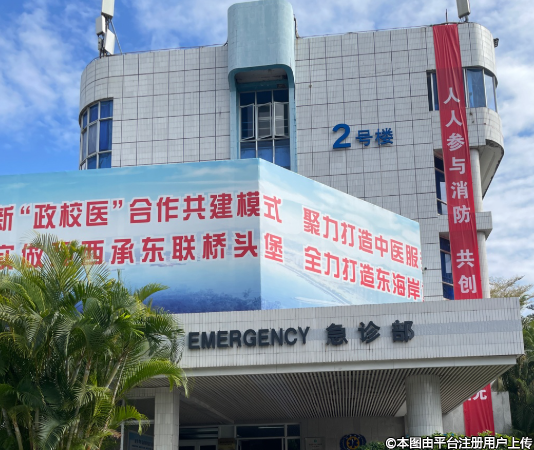 2号楼
人人参与消防 共创
新“政校医”合作共建模式 聚力打造中医服
实做 西承东联桥头堡 全力打造东海岸
EMERGENCY 急诊部
©本图由平台注册用户上传